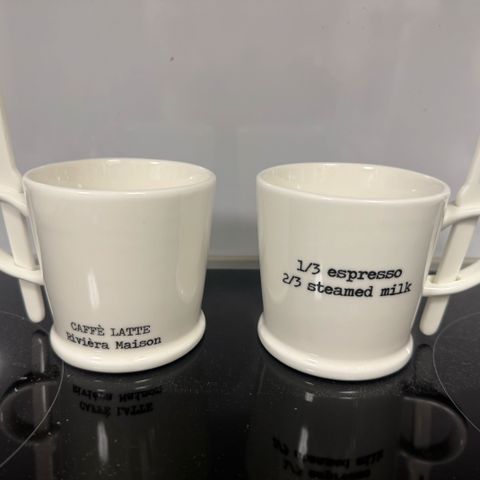 CAFFÈ LATTE
Rivièra Maison
1/3 espresso
2/3 steamed milk